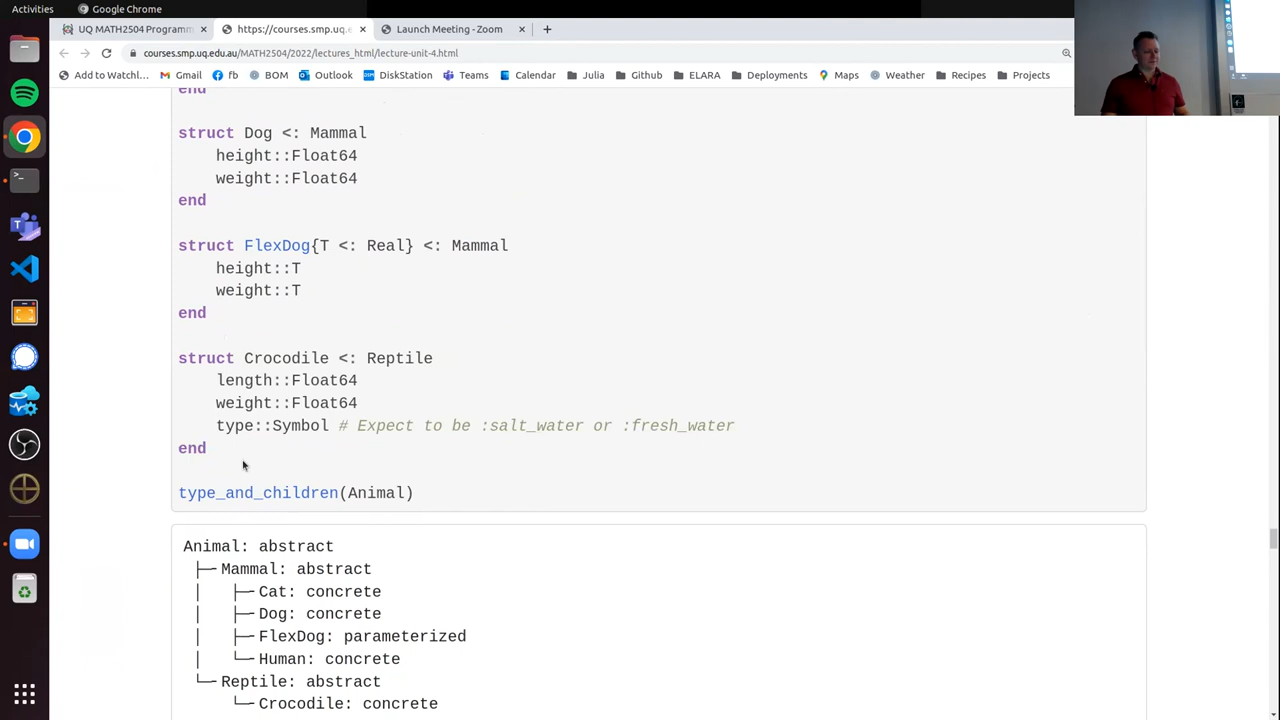 Activities
Google Chrome
UQ MATH2504 Programm
https://courses.smp.uq.e
Launch Meeting - Zoom
courses.smp.uq.edu.au/MATH2504/2022/lectures_html/lecture-unit-4.html
Add to Watchl… Gmail fb BOM Outlook DiskStation Teams Calendar Julia Github ELARA Deployments Maps Weather Recipes Projects
end
struct Dog <: Mammal
height::Float64
weight::Float64
end
struct FlexDog{T <: Real} <: Mammal
height::T
weight::T
end
struct Crocodile <: Reptile
length::Float64
weight::Float64
type::Symbol # Expect to be :salt_water or :fresh_water
end
type_and_children(Animal)
Animal: abstract
├─ Mammal: abstract
│  ├─ Cat: concrete
│  ├─ Dog: concrete
│  ├─ FlexDog: parameterized
│  └─ Human: concrete
└─ Reptile: abstract
└─ Crocodile: concrete